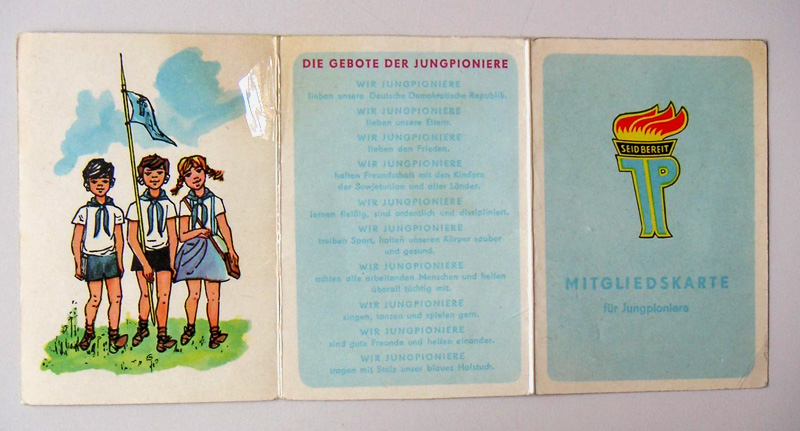 DIE GEBOTE DER JUNGPIONIERE
WIR JUNGPIONIERE
lieben unsere Deutsche Demokratische Republik.
WIR JUNGPIONIERE
lieben unsere Eltern.
WIR JUNGPIONIERE
lieben den Frieden.
WIR JUNGPIONIERE
halten Freundschaft mit den Kindern
der Sowjetunion und aller Länder.
WIR JUNGPIONIERE
lernen fleißig, sind ordentlich und diszipliniert.
WIR JUNGPIONIERE
treiben Sport, halten unseren Körper sauber
und gesund.
WIR JUNGPIONIERE
achten alle arbeitenden Menschen und helfen
überall tüchtig mit.
WIR JUNGPIONIERE
singen, tanzen und spielen gern.
WIR JUNGPIONIERE
sind gute Freunde und helfen einander.
WIR JUNGPIONIERE
tragen mit Stolz unser blaues Halstuch.
SEID BEREIT
JP
MITGLIEDSKARTE
für Jungpioniere